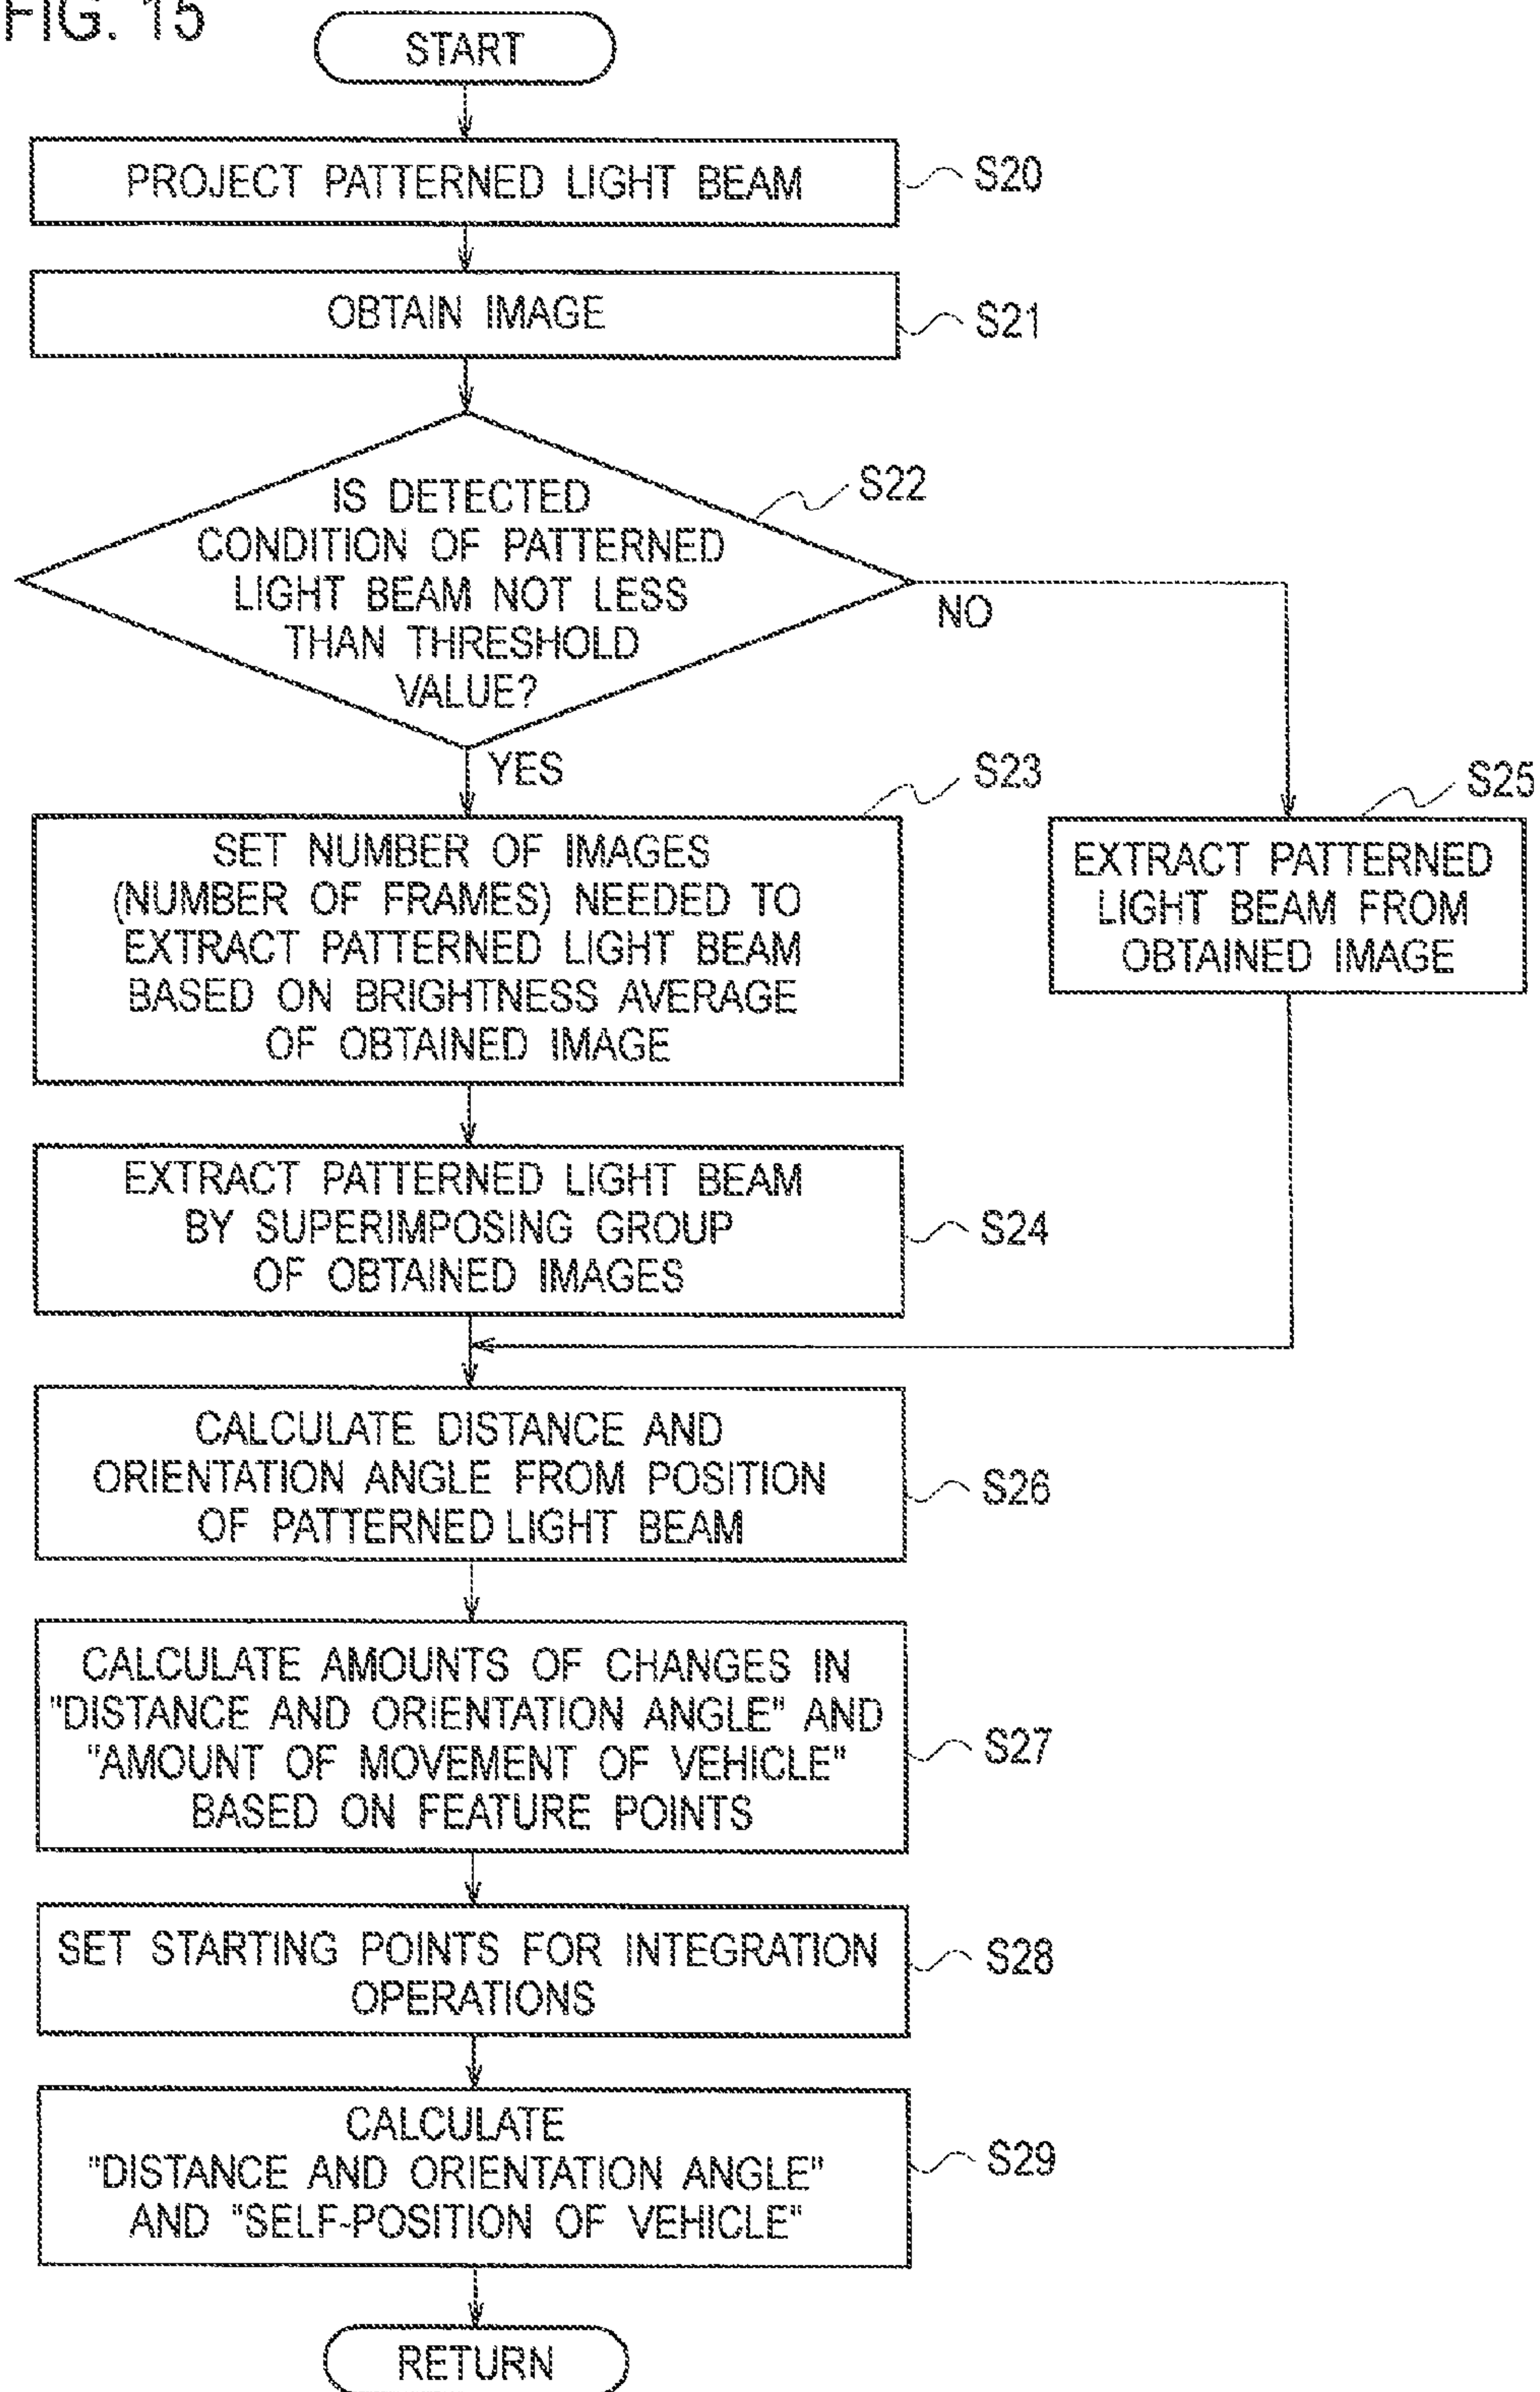 FIG. 15
START
PROJECT PATTERNED LIGHT BEAM
S20
OBTAIN IMAGE
S21
IS DETECTED
CONDITION OF PATTERNED
LIGHT BEAM NOT LESS
THAN THRESHOLD
VALUE?
S22
NO
YES
SET NUMBER OF IMAGES
(NUMBER OF FRAMES) NEEDED TO
EXTRACT PATTERNED LIGHT BEAM
BASED ON BRIGHTNESS AVERAGE
OF OBTAINED IMAGE
S23
EXTRACT PATTERNED
LIGHT BEAM FROM
OBTAINED IMAGE
S25
EXTRACT PATTERNED LIGHT BEAM
BY SUPERIMPOSING GROUP
OF OBTAINED IMAGES
S24
CALCULATE DISTANCE AND
ORIENTATION ANGLE FROM POSITION
OF PATTERNED LIGHT BEAM
S26
CALCULATE AMOUNTS OF CHANGES IN
"DISTANCE AND ORIENTATION ANGLE" AND
"AMOUNT OF MOVEMENT OF VEHICLE"
BASED ON FEATURE POINTS
S27
SET STARTING POINTS FOR INTEGRATION
OPERATIONS
S28
CALCULATE
"DISTANCE AND ORIENTATION ANGLE"
AND "SELF-POSITION OF VEHICLE"
S29
RETURN